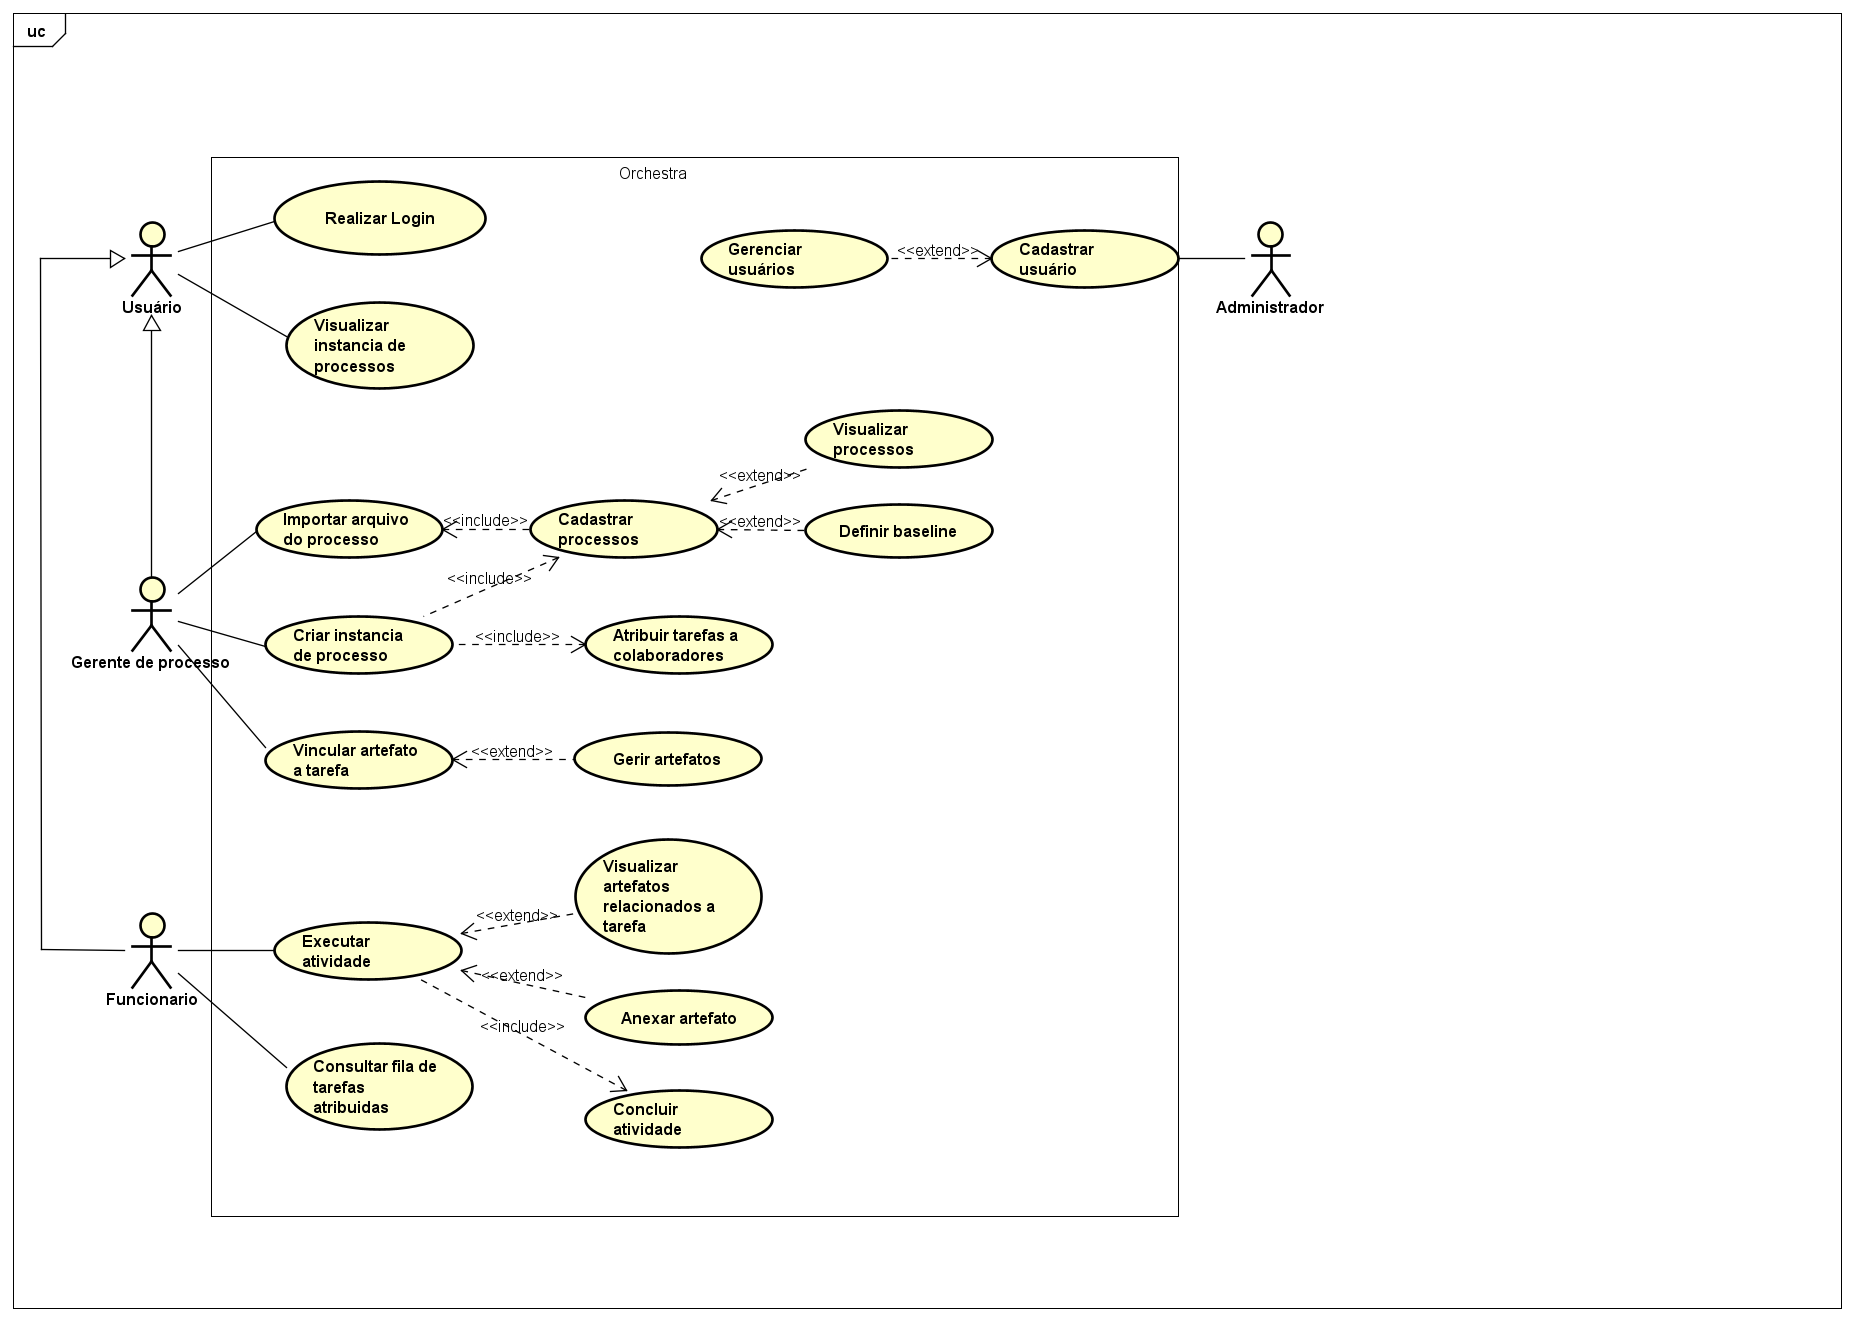 uc
Orchestra
Realizar Login
Gerenciar
usuários
<<extend>>
Cadastrar
usuário
Usuário
Administrador
Visualizar
instancia de
processos
Visualizar
processos
<<extend>>
Importar arquivo
do processo
<<include>>
Cadastrar
processos
<<extend>>
Definir baseline
<<include>>
Criar instancia
de processo
<<include>>
Atribuir tarefas a
colaboradores
Gerente de processo
Vincular artefato
a tarefa
<<extend>>
Gerir artefatos
Visualizar
artefatos
relacionados a
tarefa
<<extend>>
Executar
atividade
<<extend>>
Funcionario
Anexar artefato
<<include>>
Consultar fila de
tarefas
atribuidas
Concluir
atividade